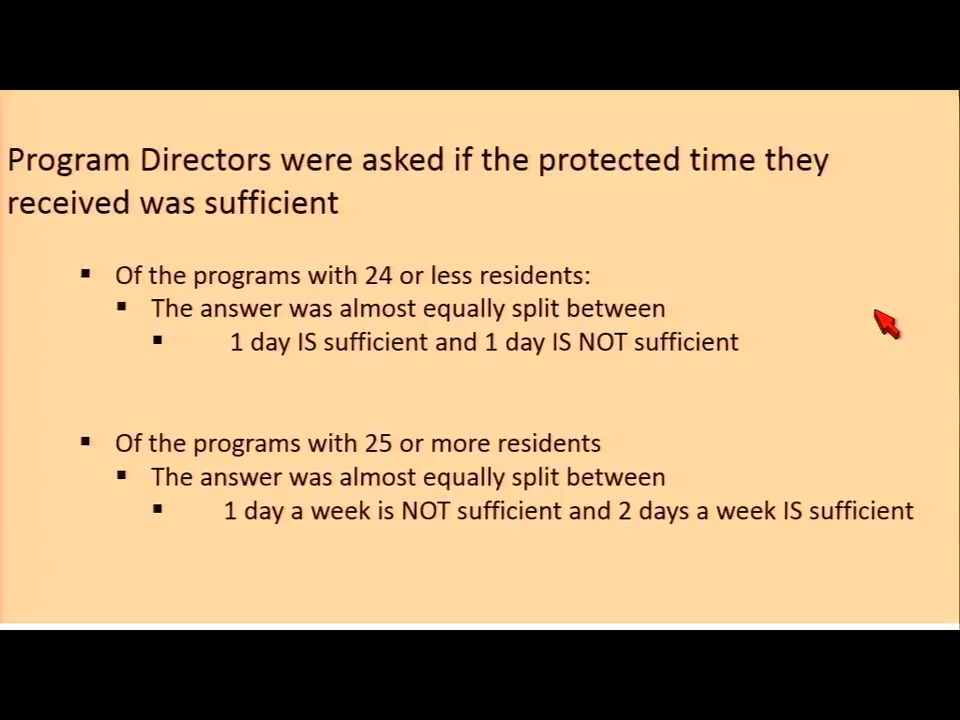 Program Directors were asked if the protected time they
received was sufficient
▪ Of the programs with 24 or less residents:
▪ The answer was almost equally split between
▪ 1 day IS sufficient and 1 day IS NOT sufficient
▪ Of the programs with 25 or more residents
▪ The answer was almost equally split between
▪ 1 day a week is NOT sufficient and 2 days a week IS sufficient